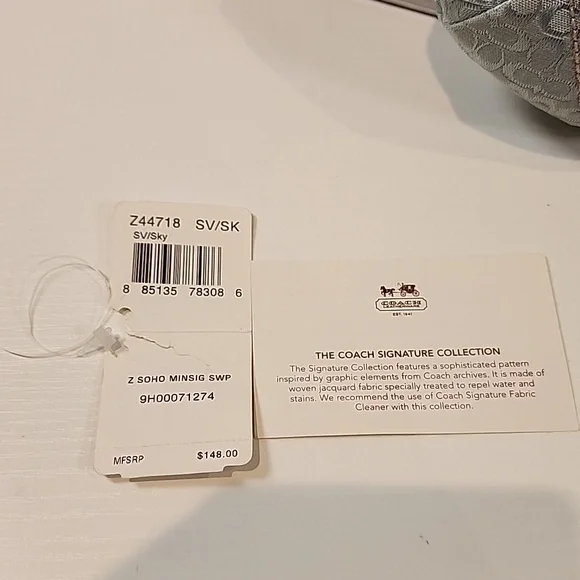 Z44718 SV/SK
SV/Sky
8 85135 78308 6
Z SOHO MINSIG SWP
9H00071274
MFSRP $148.00
COACH
LEATHERWARE
EST. 1941
THE COACH SIGNATURE COLLECTION
The Signature Collection features a sophisticated pattern
inspired by graphic elements from Coach archives. It is made of
woven jacquard fabric specially treated to repel water and
stains. We recommend the use of Coach Signature Fabric
Cleaner with this collection.